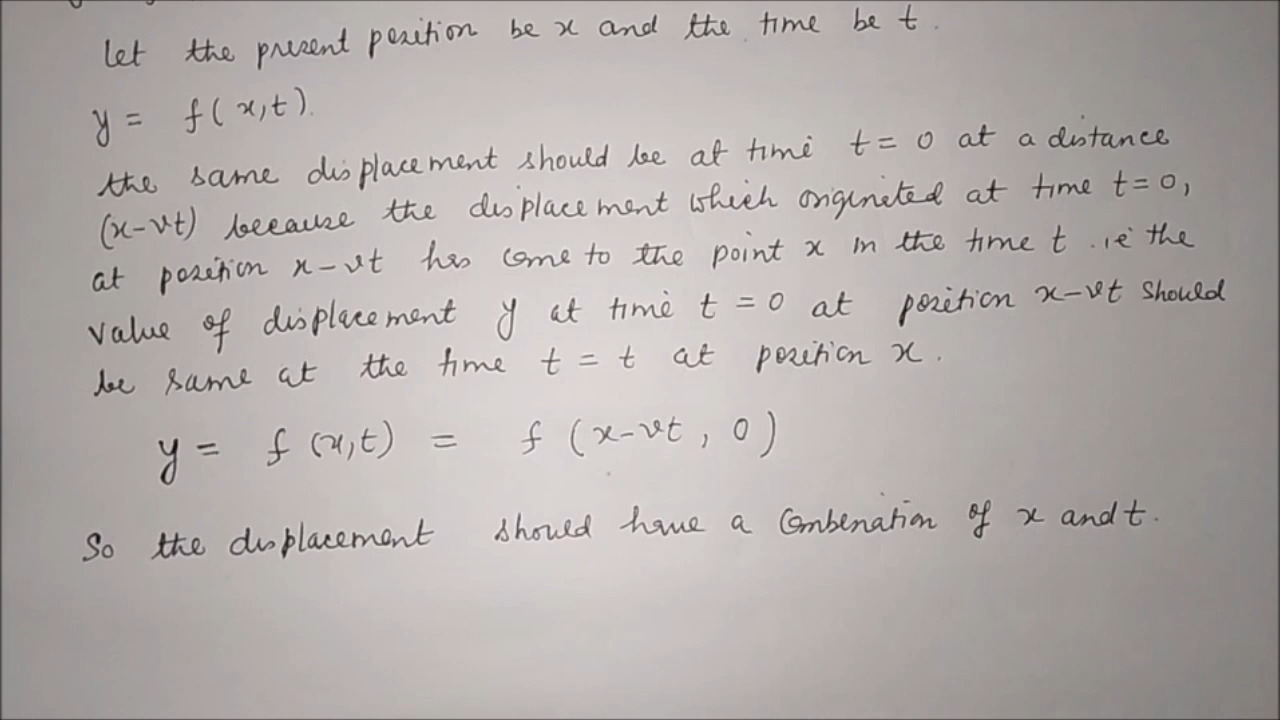 let the present position be x and the time be t.
y = f(x,t).
the same displacement should be at time t = 0 at a distance
(x-vt) because the displacement which originated at time t=0,
at position x-vt has come to the point x in the time t . ie the
value of displacement y at time t = 0 at position x-vt should
be same at the time t = t at position x.
y = f(x,t) = f (x-vt, 0)
So the displacement should have a combination of x and t.